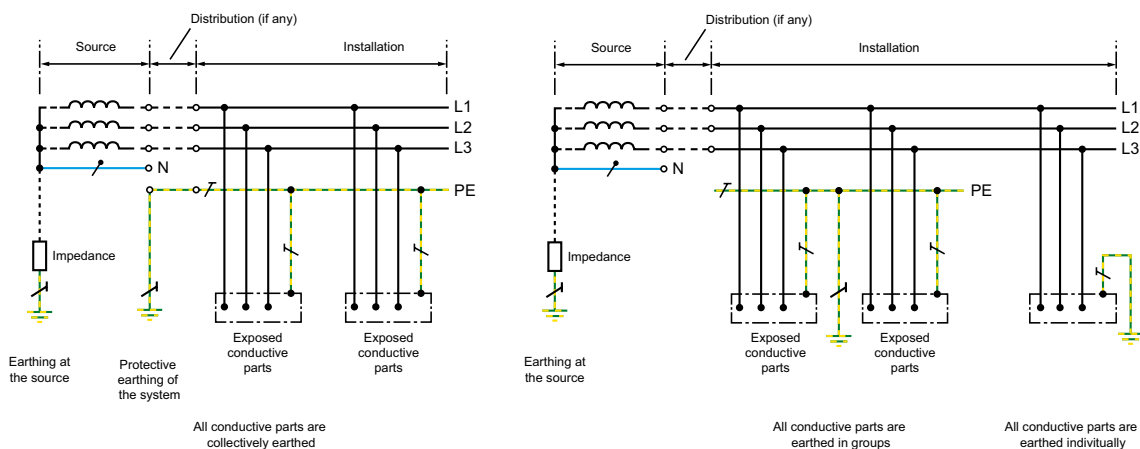 Distribution (if any)
Source
Installation
L1
L2
L3
N
PE
Impedance
Exposed
conductive
parts
Exposed
conductive
parts
Earthing at
the source
Protective
earthing of
the system
All conductive parts are
collectively earthed
Distribution (if any)
Source
Installation
L1
L2
L3
N
PE
Impedance
Exposed
conductive
parts
Exposed
conductive
parts
Earthing at
the source
All conductive parts are
earthed in groups
All conductive parts are
earthed indivitually